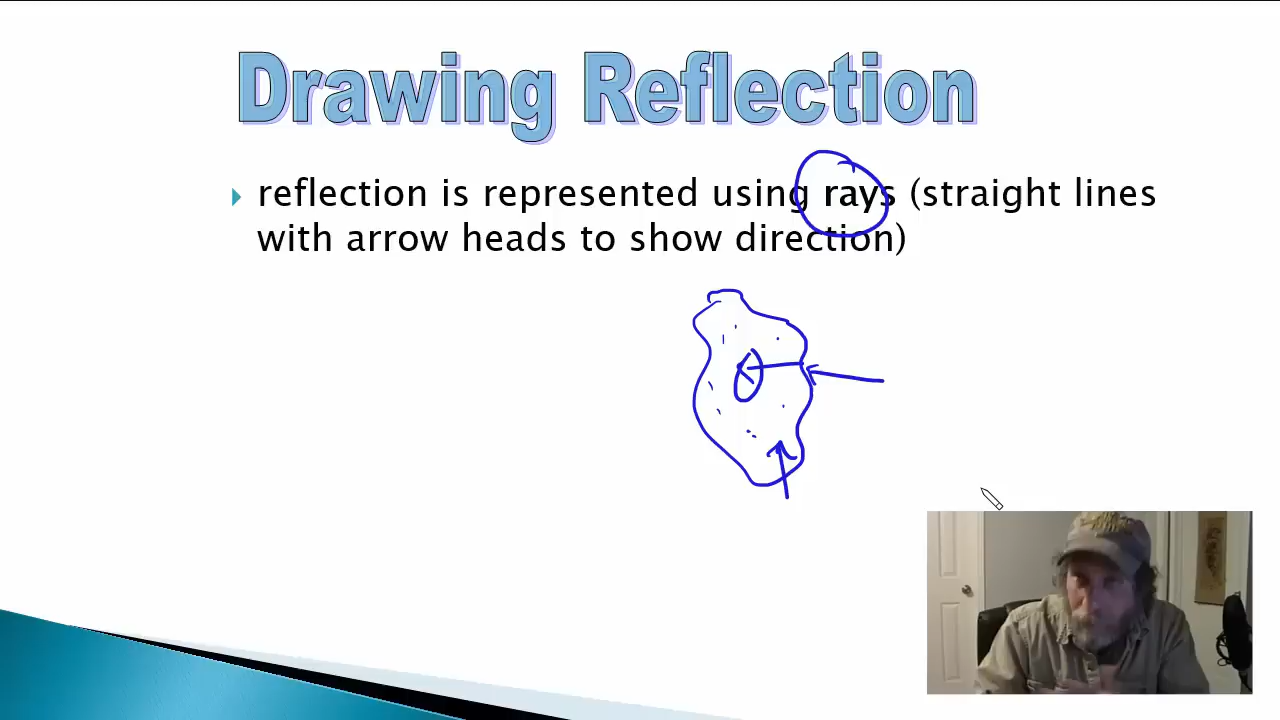 Drawing Reflection
reflection is represented using rays (straight lines
with arrow heads to show direction)